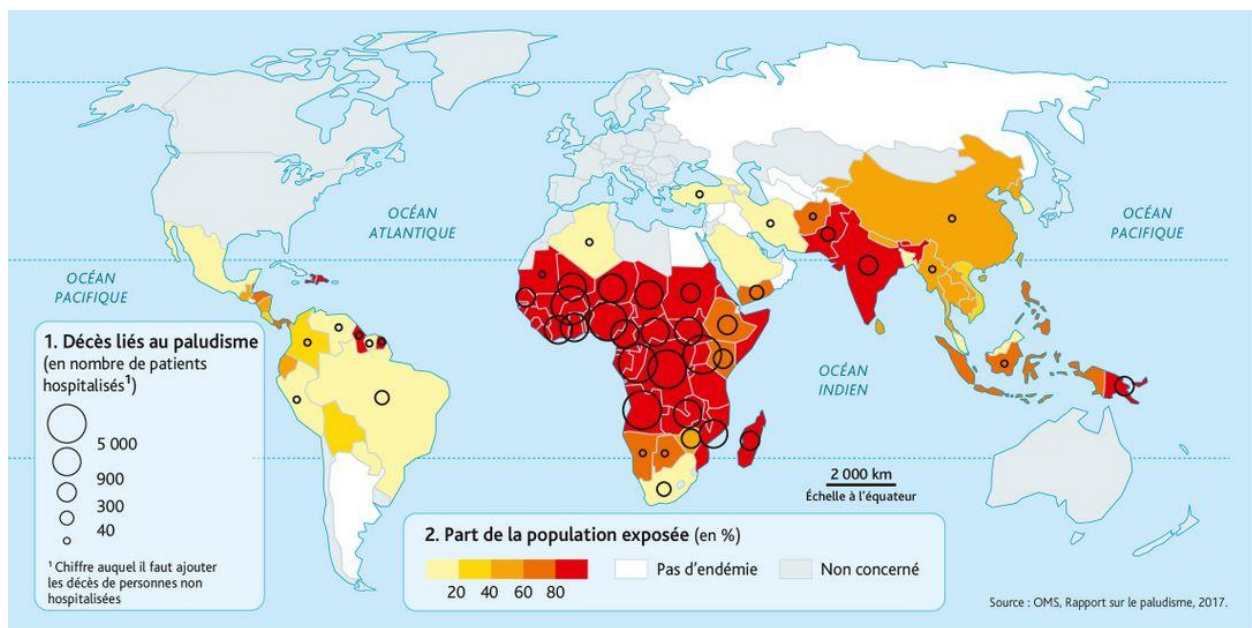 OCÉAN
ATLANTIQUE
OCÉAN
PACIFIQUE
OCÉAN
PACIFIQUE
OCÉAN
INDIEN
1. Décès liés au paludisme
(en nombre de patients
hospitalisés¹)
5 000
900
300
40
¹ Chiffre auquel il faut ajouter
les décès de personnes non
hospitalisées
2 000 km
Échelle à l'équateur
2. Part de la population exposée (en %)
20 40 60 80
Pas d'endémie
Non concerné
Source : OMS, Rapport sur le paludisme, 2017.